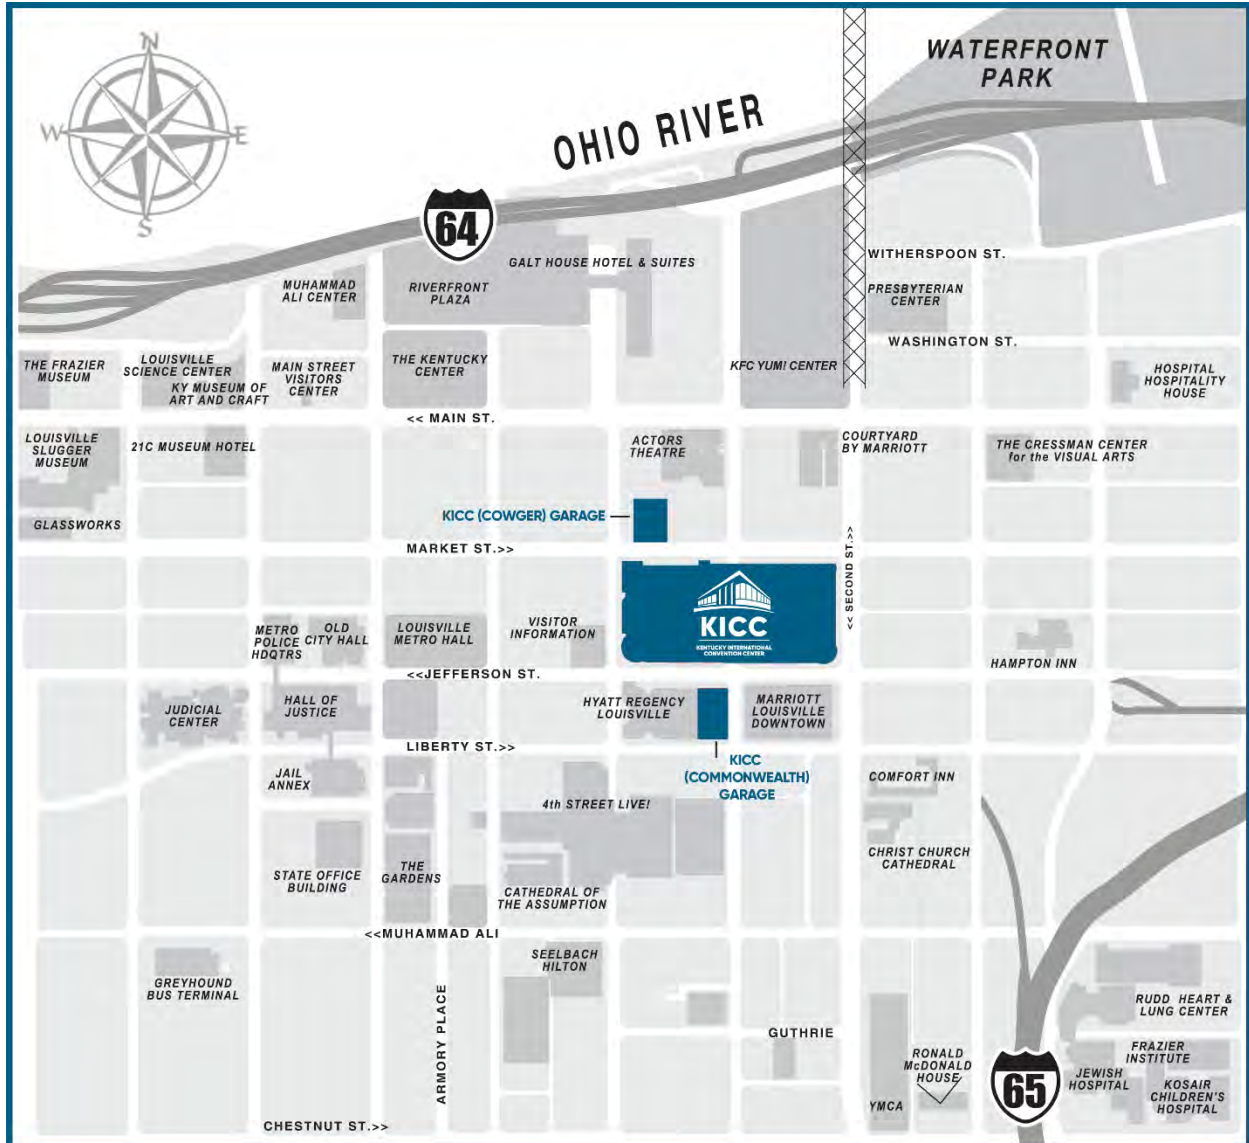 N
W
E
S
WATERFRONT
PARK
OHIO RIVER
64
WITHERSPOON ST.
GALT HOUSE HOTEL & SUITES
MUHAMMAD
ALI CENTER
RIVERFRONT
PLAZA
PRESBYTERIAN
CENTER
WASHINGTON ST.
THE FRAZIER
MUSEUM
LOUISVILLE
SCIENCE CENTER
KY MUSEUM OF
ART AND CRAFT
MAIN STREET
VISITORS
CENTER
THE KENTUCKY
CENTER
KFC YUM! CENTER
HOSPITAL
HOSPITALITY
HOUSE
<< MAIN ST.
LOUISVILLE
SLUGGER
MUSEUM
21C MUSEUM HOTEL
ACTORS
THEATRE
COURTYARD
BY MARRIOTT
THE CRESSMAN CENTER
for the VISUAL ARTS
GLASSWORKS
KICC (COWGER) GARAGE
MARKET ST.>>
<< SECOND ST.>>
KICC
KENTUCKY INTERNATIONAL
CONVENTION CENTER
METRO
POLICE
HDQTRS
OLD
CITY HALL
LOUISVILLE
METRO HALL
VISITOR
INFORMATION
HAMPTON INN
<<JEFFERSON ST.
JUDICIAL
CENTER
HALL OF
JUSTICE
HYATT REGENCY
LOUISVILLE
MARRIOTT
LOUISVILLE
DOWNTOWN
LIBERTY ST.>>
KICC
(COMMONWEALTH)
GARAGE
JAIL
ANNEX
COMFORT INN
4th STREET LIVE!
CHRIST CHURCH
CATHEDRAL
STATE OFFICE
BUILDING
THE
GARDENS
CATHEDRAL OF
THE ASSUMPTION
<<MUHAMMAD ALI
GREYHOUND
BUS TERMINAL
SEELBACH
HILTON
ARMORY PLACE
GUTHRIE
RUDD HEART &
LUNG CENTER
RONALD
McDONALD
HOUSE
YMCA
65
FRAZIER
INSTITUTE
JEWISH
HOSPITAL
KOSAIR
CHILDREN'S
HOSPITAL
CHESTNUT ST.>>